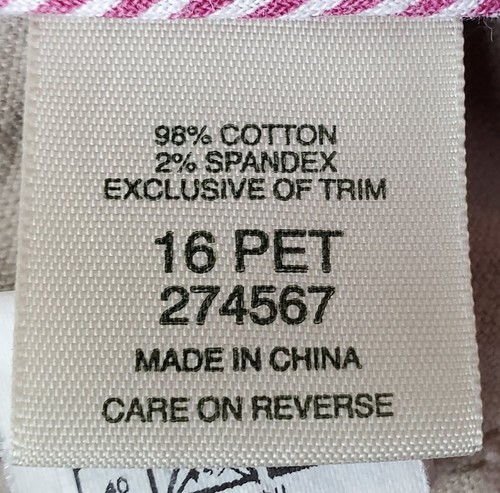 98% COTTON
2% SPANDEX
EXCLUSIVE OF TRIM
16 PET
274567
MADE IN CHINA
CARE ON REVERSE